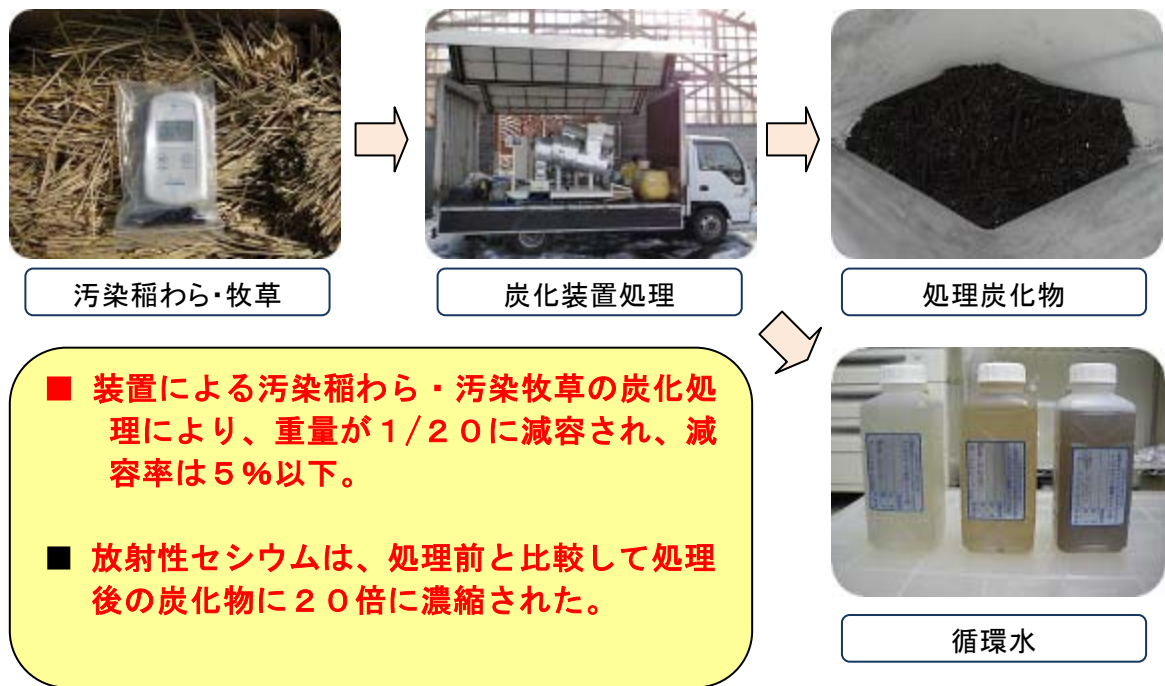 汚染稲わら・牧草
炭化装置処理
処理炭化物
■ 装置による汚染稲わら・汚染牧草の炭化処
理により、重量が１/２０に減容され、減
容率は５％以下。
■ 放射性セシウムは、処理前と比較して処理
後の炭化物に２０倍に濃縮された。
循環水